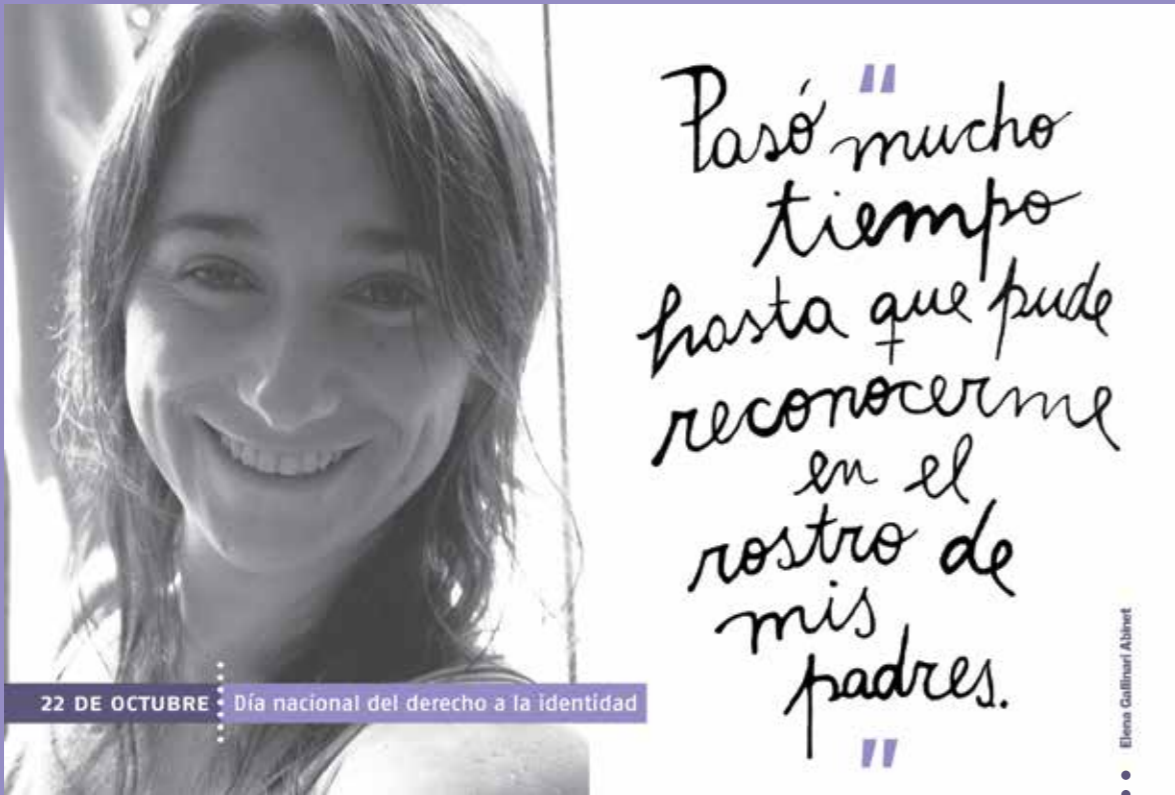 "
Pasó mucho
tiempo
hasta que pude
reconocerme
en el
rostro de
mis
padres.
"
22 DE OCTUBRE Día nacional del derecho a la identidad
Elena Gallinari Abinet